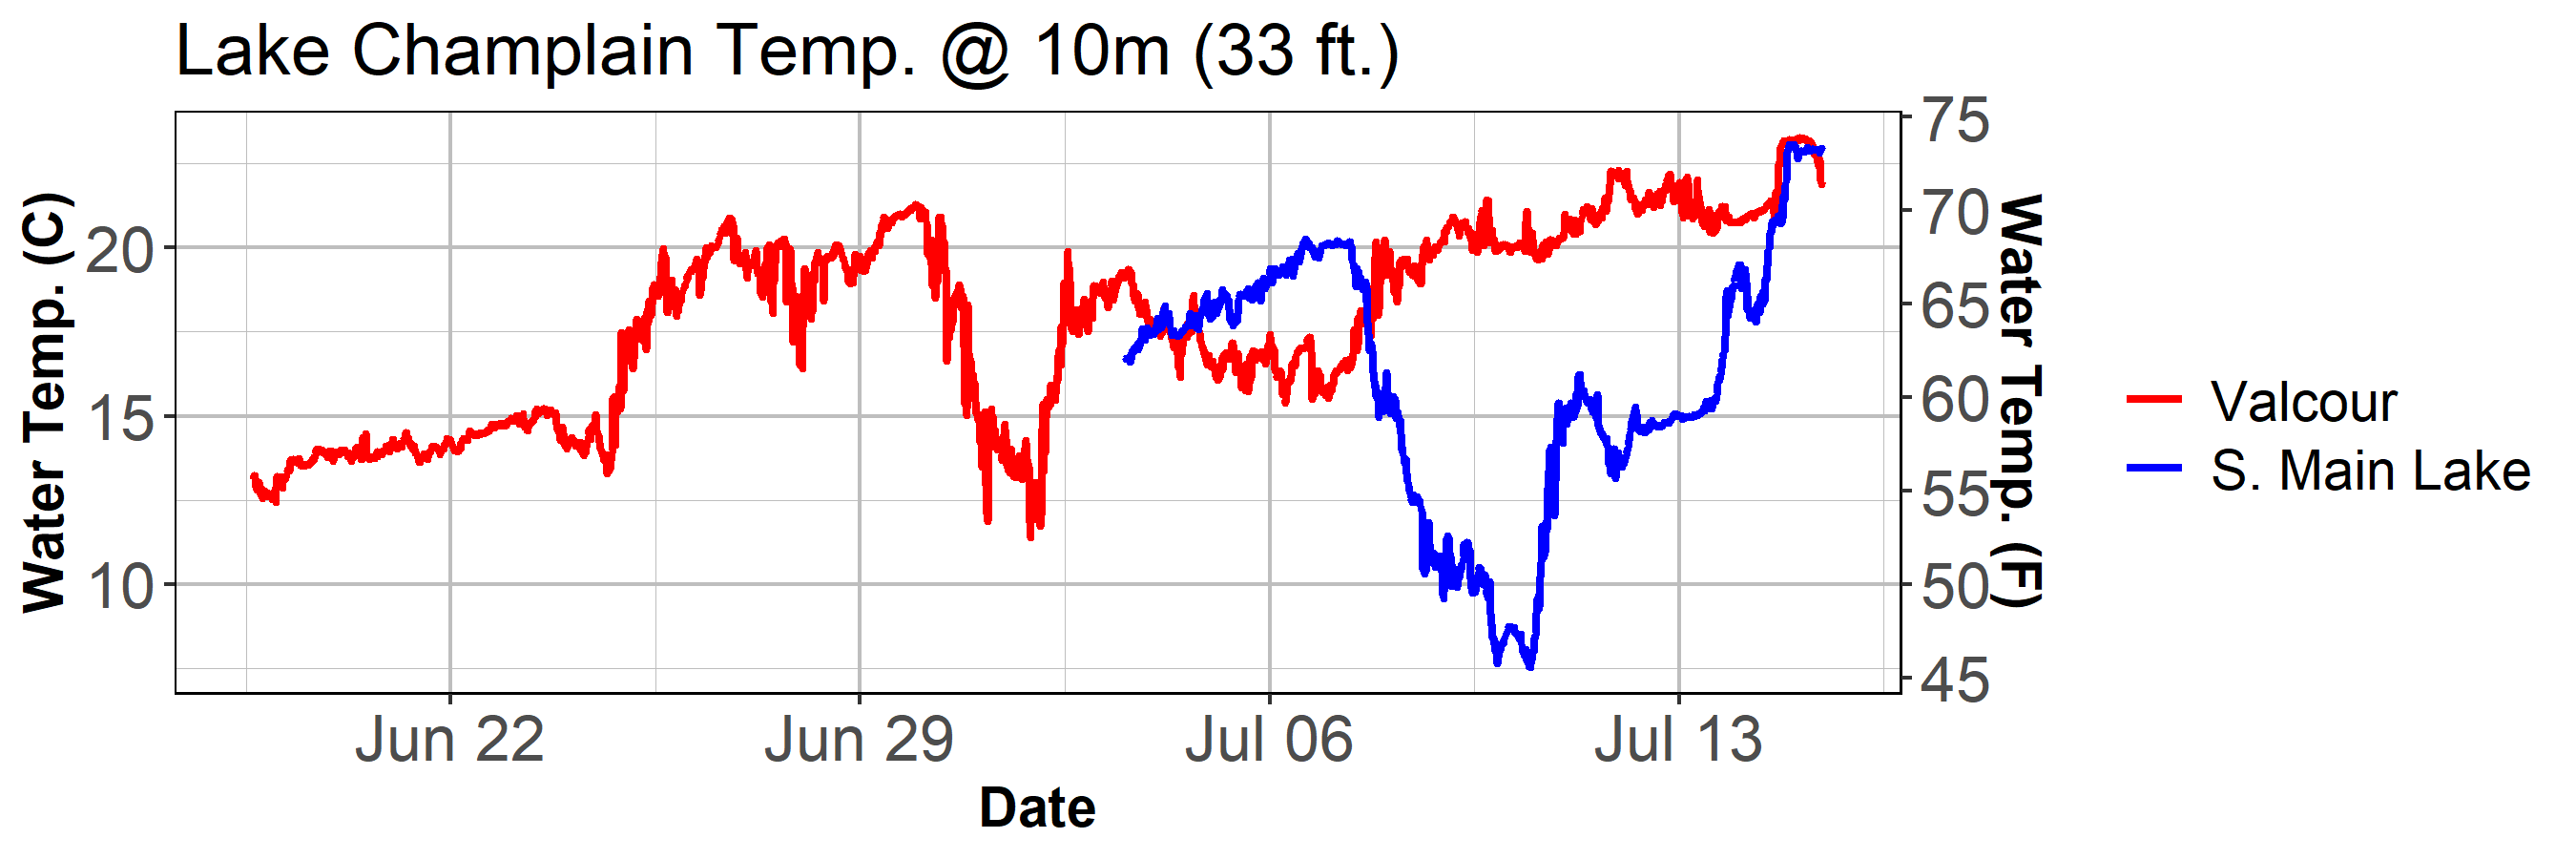 Lake Champlain Temp. @ 10m (33 ft.)
Water Temp. (C)
20
15
10
75
70
65
60
55
50
45
Water Temp. (F)
Jun 22
Jun 29
Jul 06
Jul 13
Date
Valcour
S. Main Lake